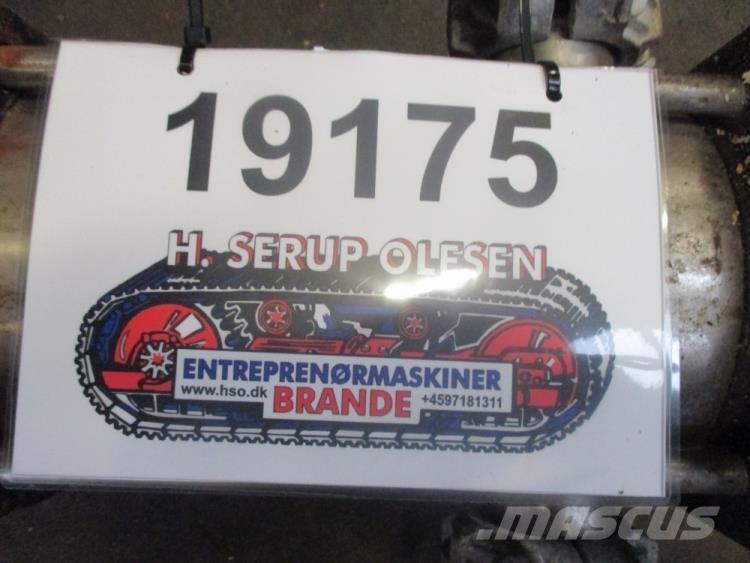 19175
H. SERUP OLESEN
ENTREPRENØRMASKINER
www.hso.dk BRANDE +4597181311
MASCUS